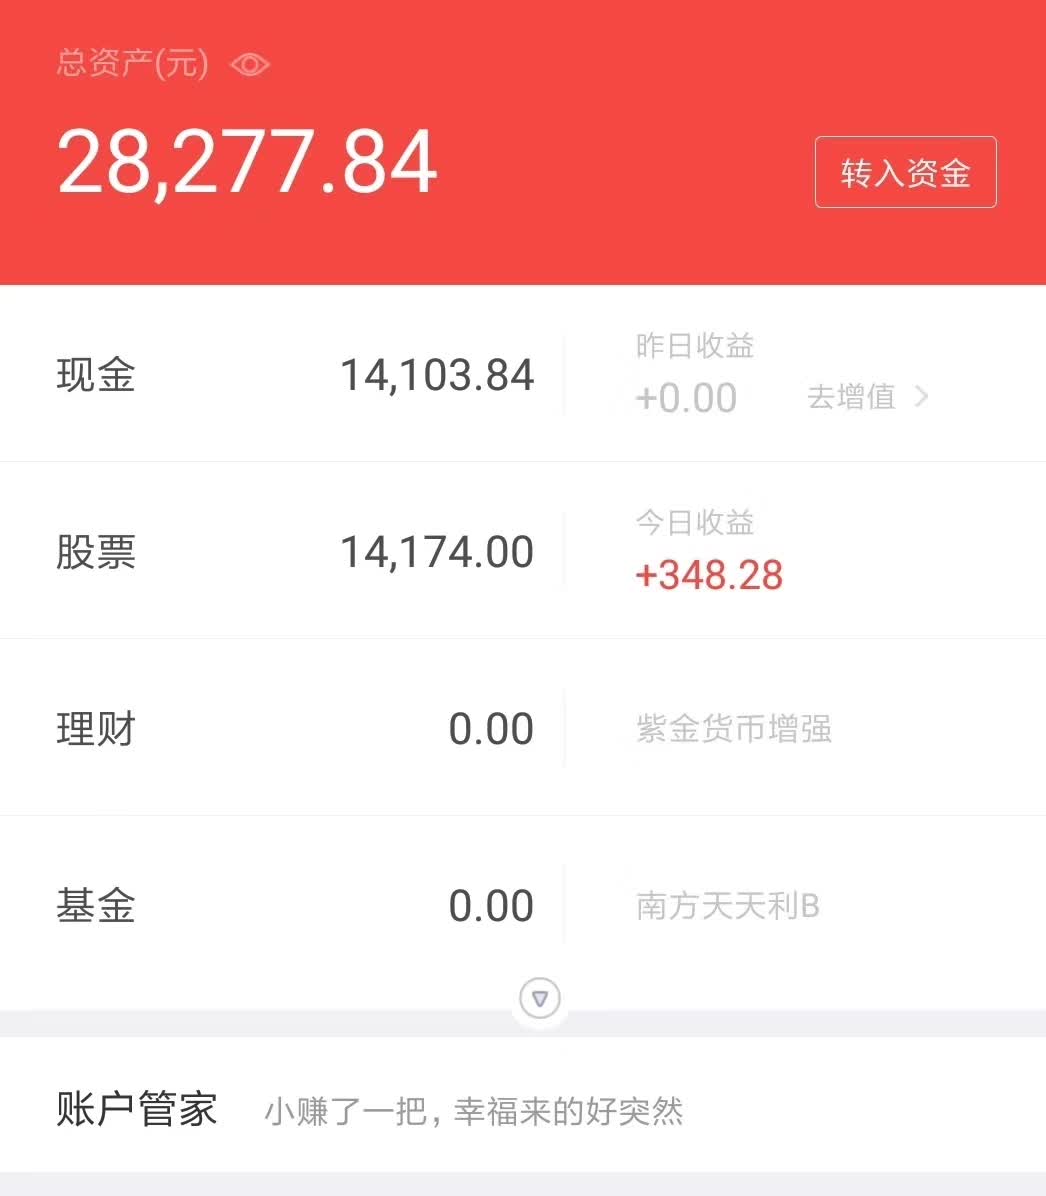 总资产(元)
28,277.84
转入资金
现金 14,103.84 昨日收益 +0.00 去增值
股票 14,174.00 今日收益 +348.28
理财 0.00 紫金货币增强
基金 0.00 南方天天利B
账户管家 小赚了一把，幸福来的好突然